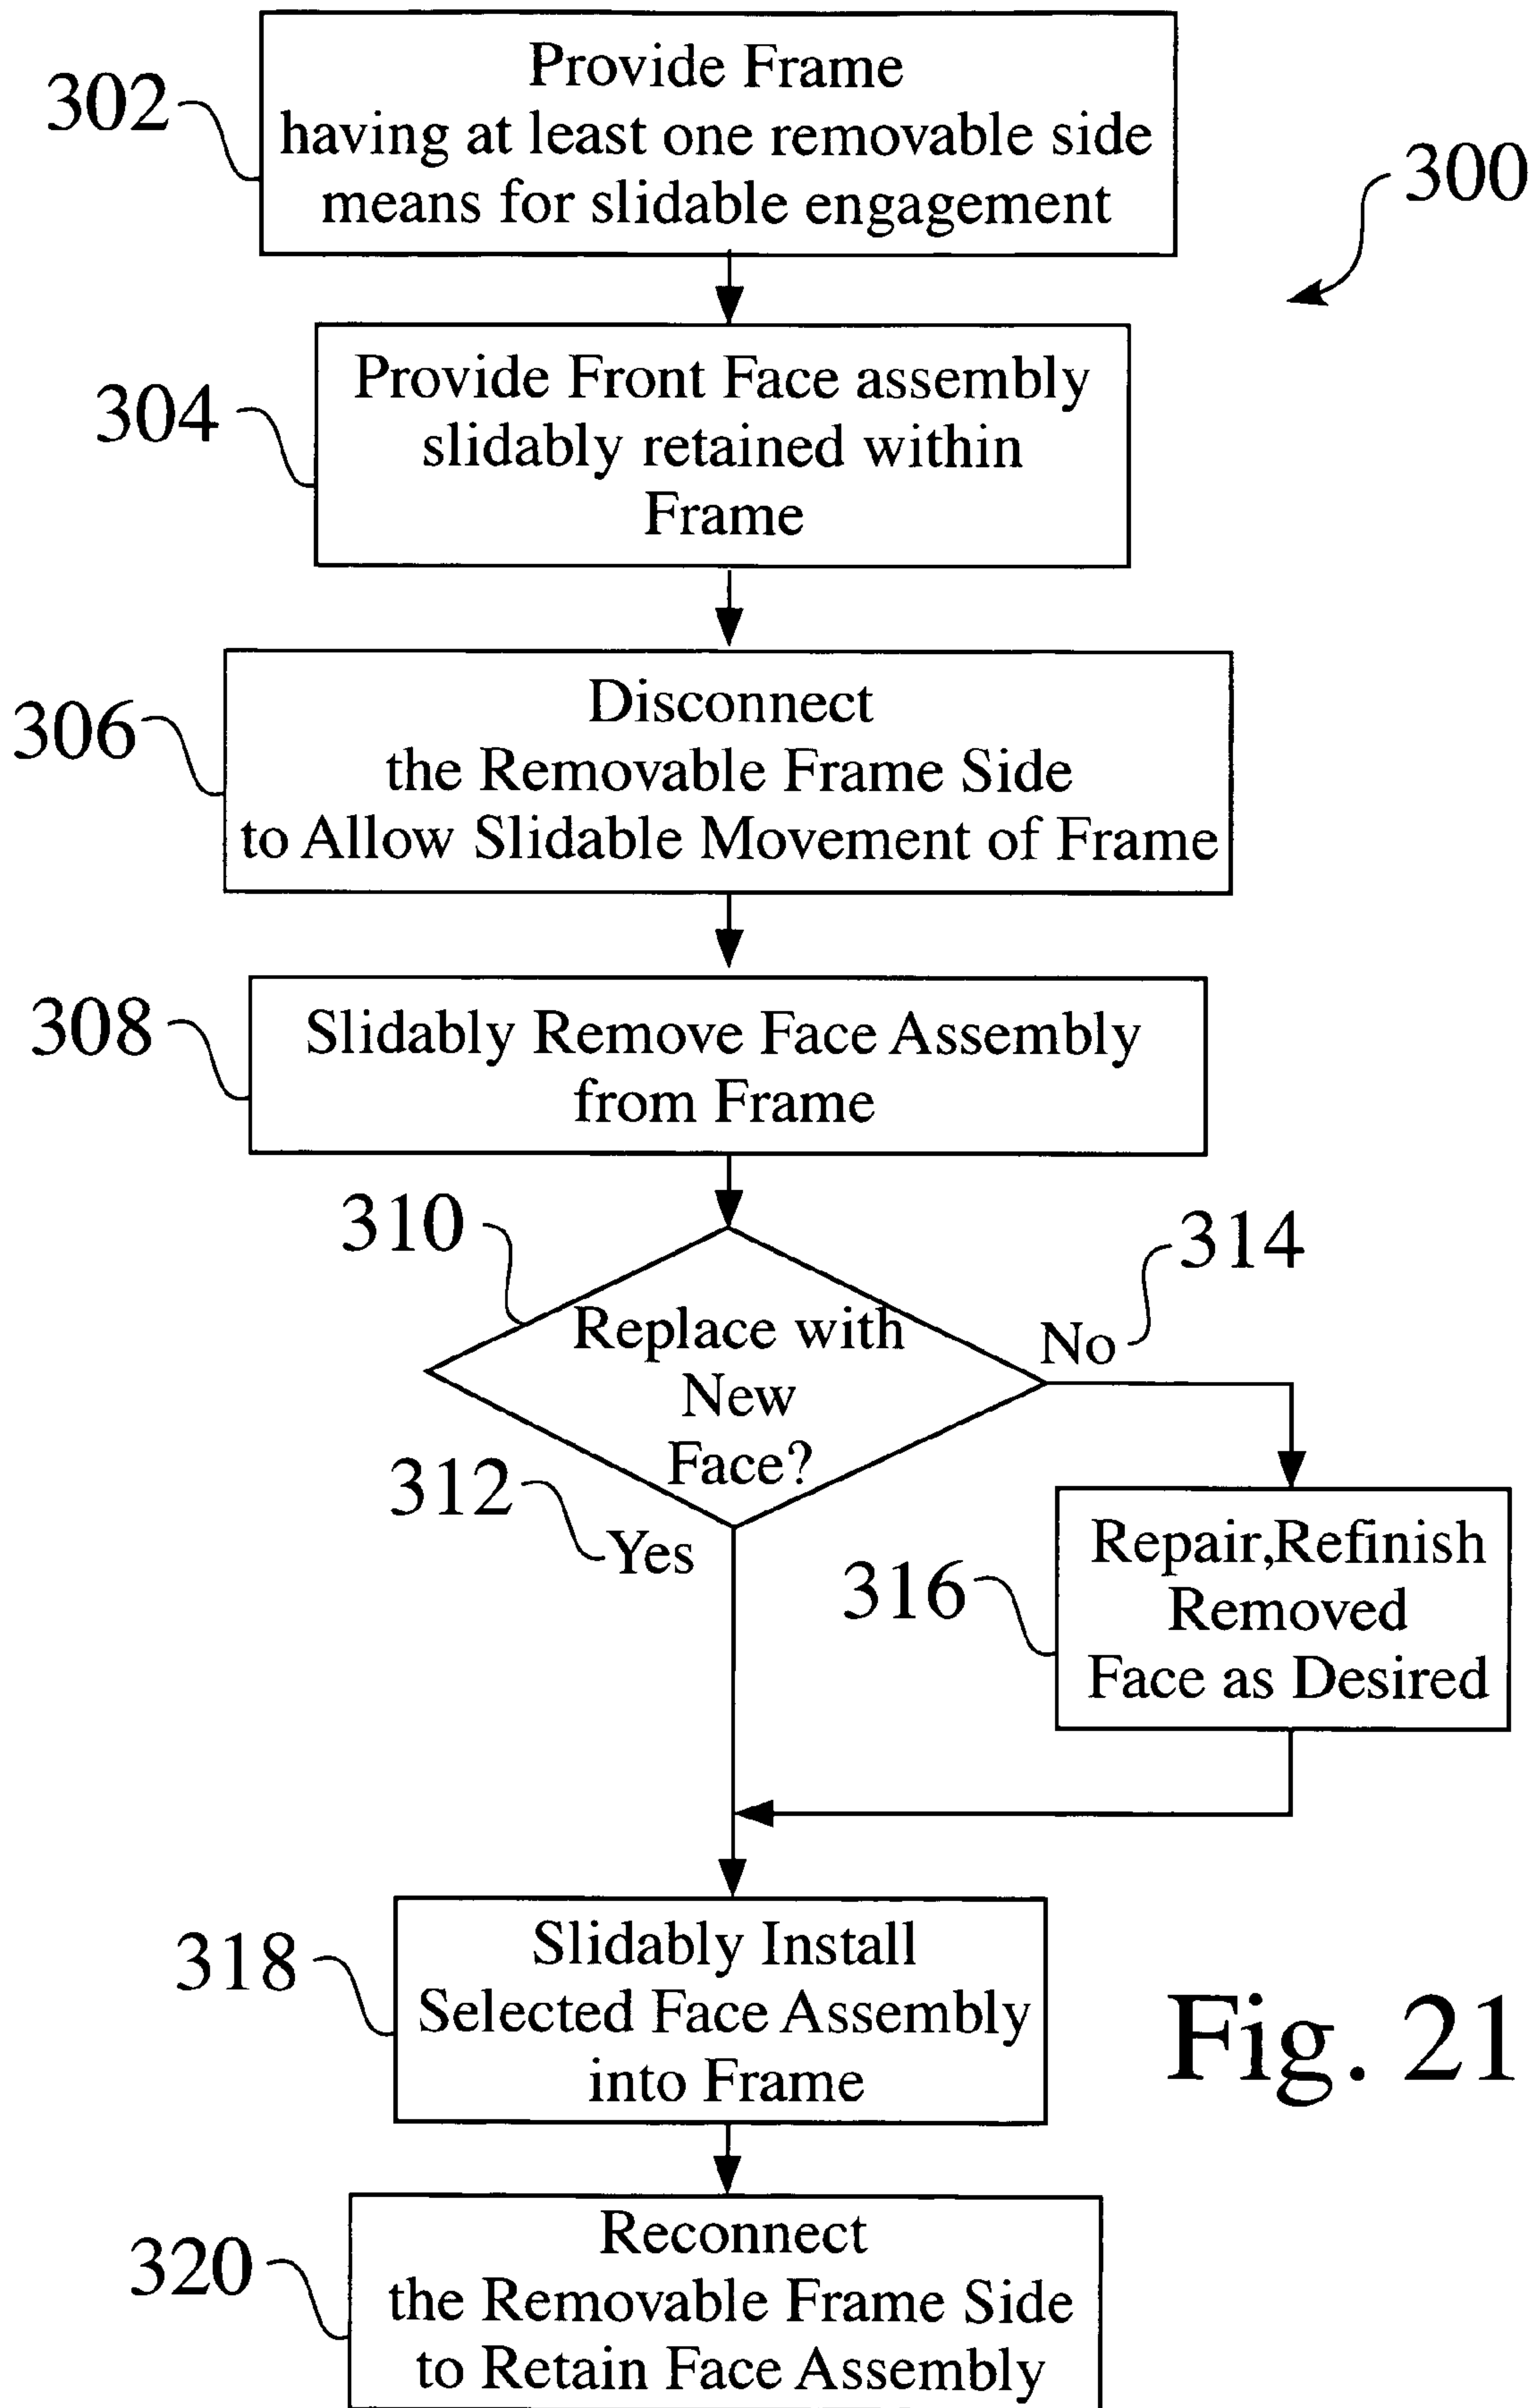 302
Provide Frame
having at least one removable side
means for slidable engagement
300
304
Provide Front Face assembly
slidably retained within
Frame
306
Disconnect
the Removable Frame Side
to Allow Slidable Movement of Frame
308
Slidably Remove Face Assembly
from Frame
310
Replace with
New
Face?
314
No
312
Yes
316
Repair,Refinish
Removed
Face as Desired
318
Slidably Install
Selected Face Assembly
into Frame
Fig. 21
320
Reconnect
the Removable Frame Side
to Retain Face Assembly